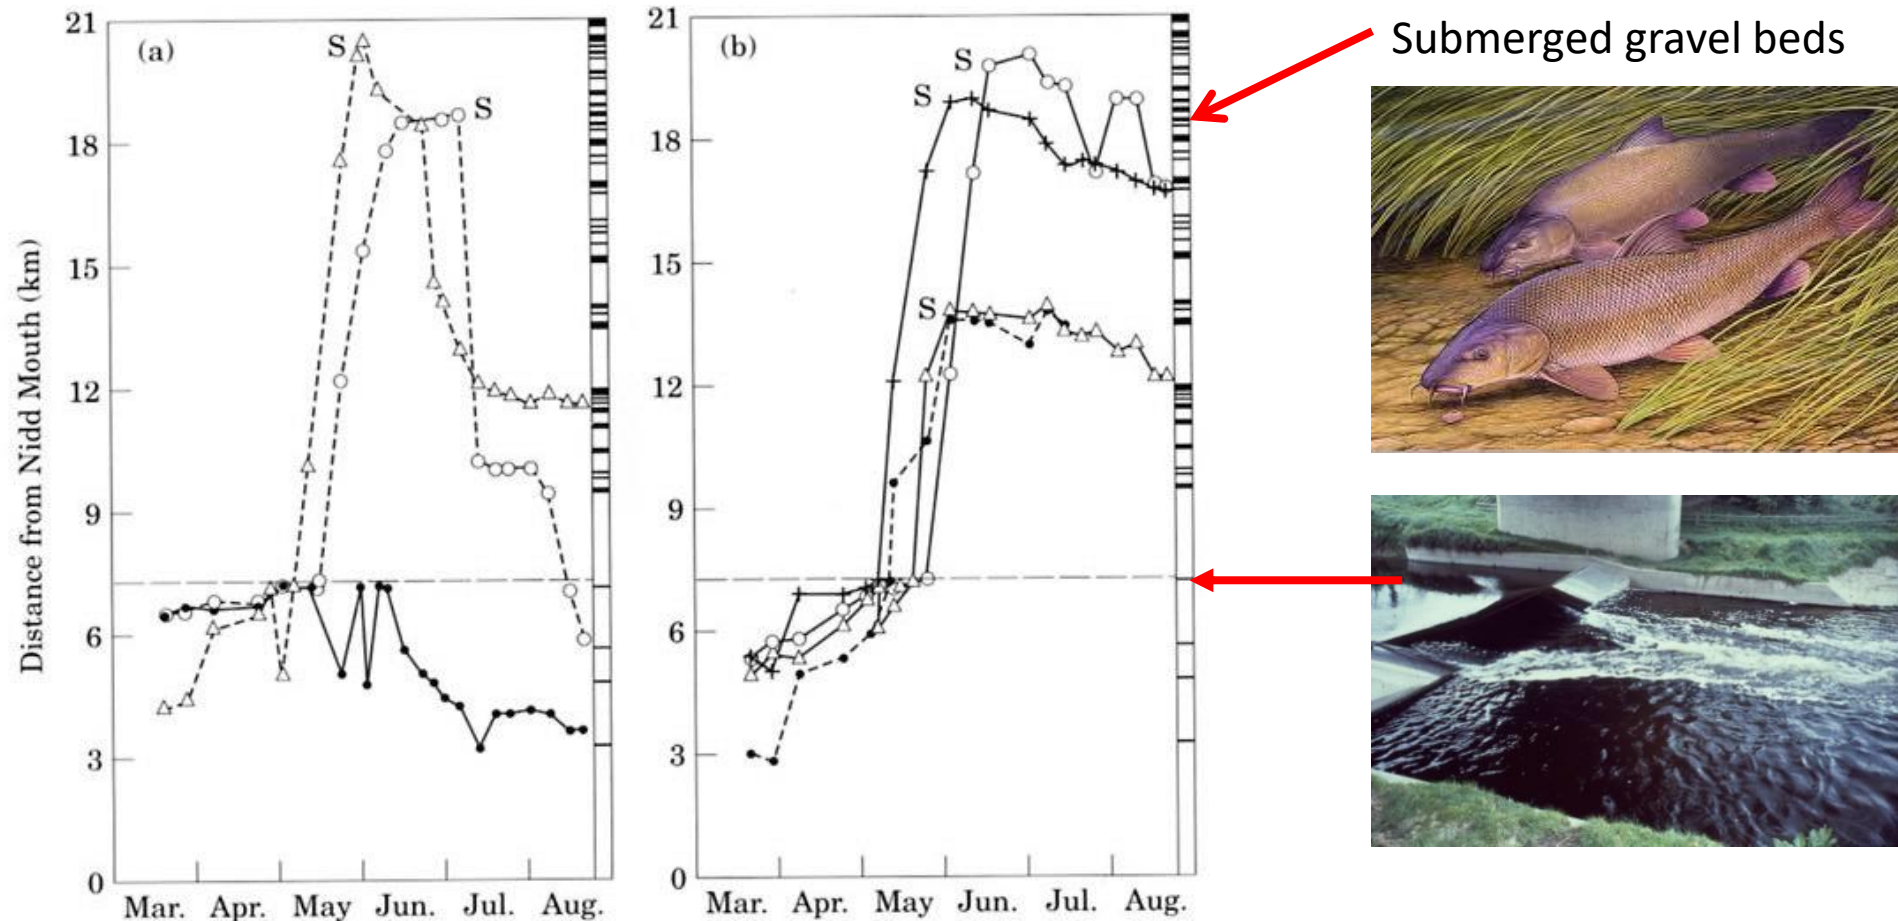 Submerged gravel beds
Distance from Nidd Mouth (km)
(a)
21
18
15
12
9
6
3
0
S
S
Mar. Apr. May Jun. Jul. Aug.
(b)
21
18
15
12
9
6
3
0
S
S
S
Mar. Apr. May Jun. Jul. Aug.